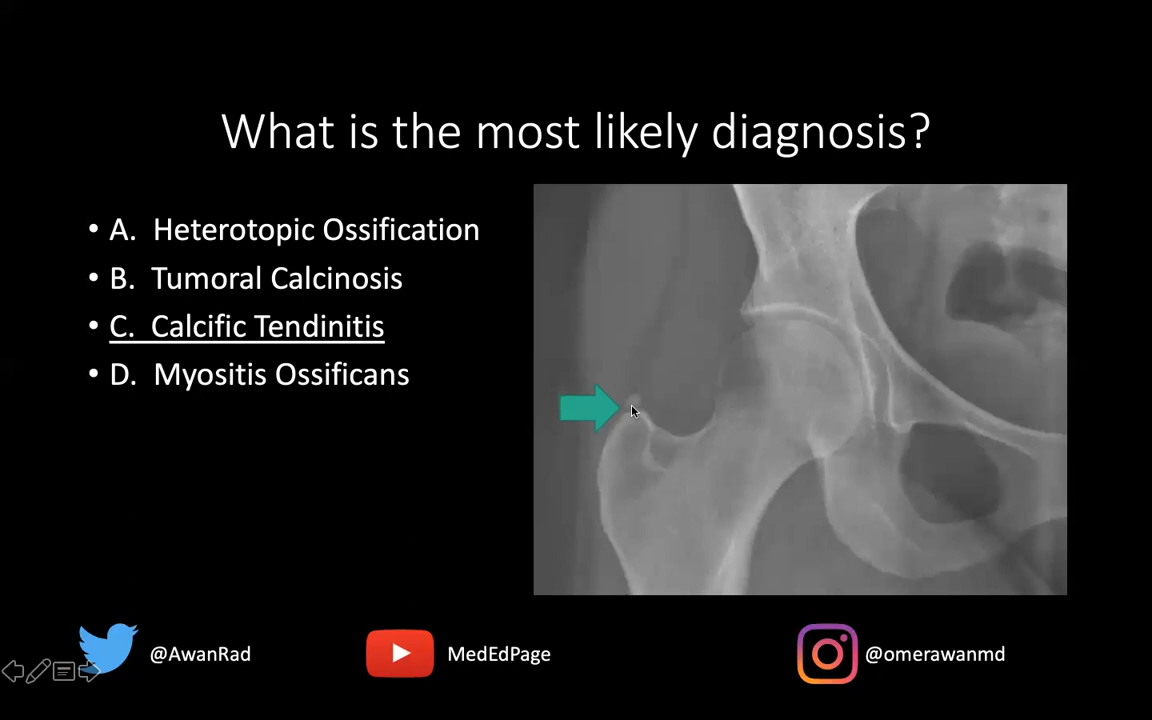 What is the most likely diagnosis?
• A. Heterotopic Ossification
• B. Tumoral Calcinosis
• C. Calcific Tendinitis
• D. Myositis Ossificans
@AwanRad
MedEdPage
@omerawanmd